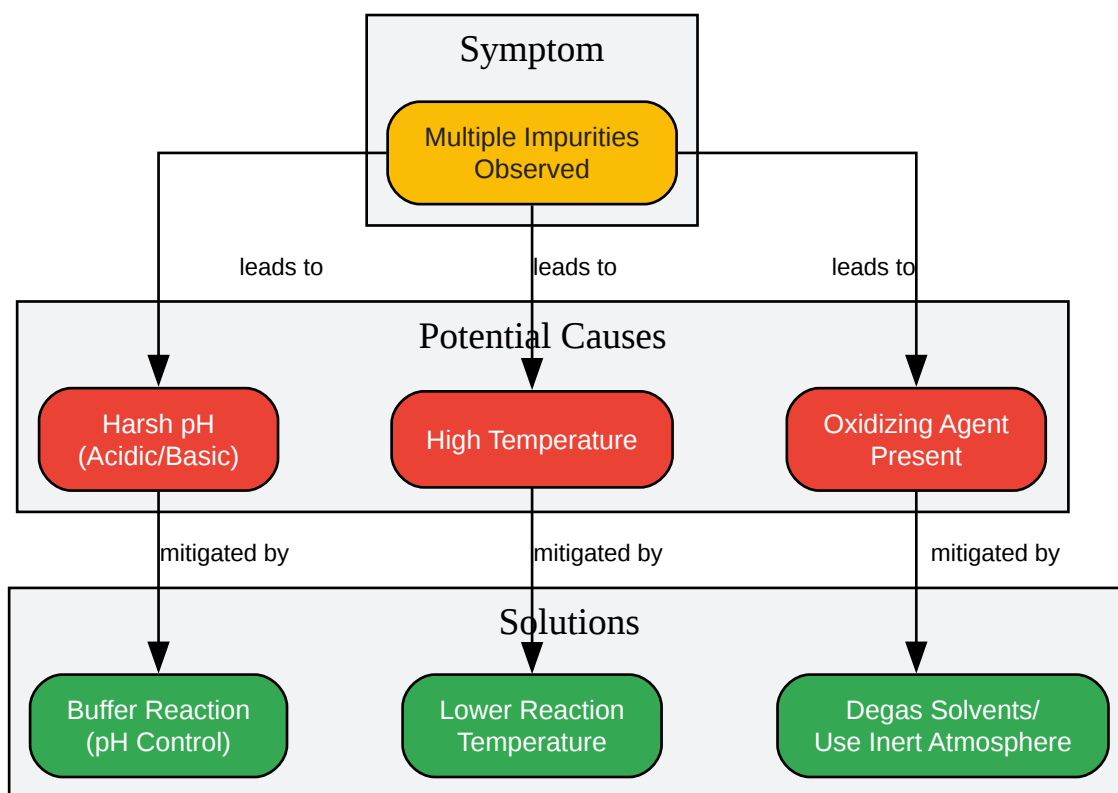 Symptom
Multiple Impurities
Observed
leads to
leads to
leads to
Potential Causes
Harsh pH
(Acidic/Basic)
High Temperature
Oxidizing Agent
Present
mitigated by
mitigated by
mitigated by
Solutions
Buffer Reaction
(pH Control)
Lower Reaction
Temperature
Degas Solvents/
Use Inert Atmosphere